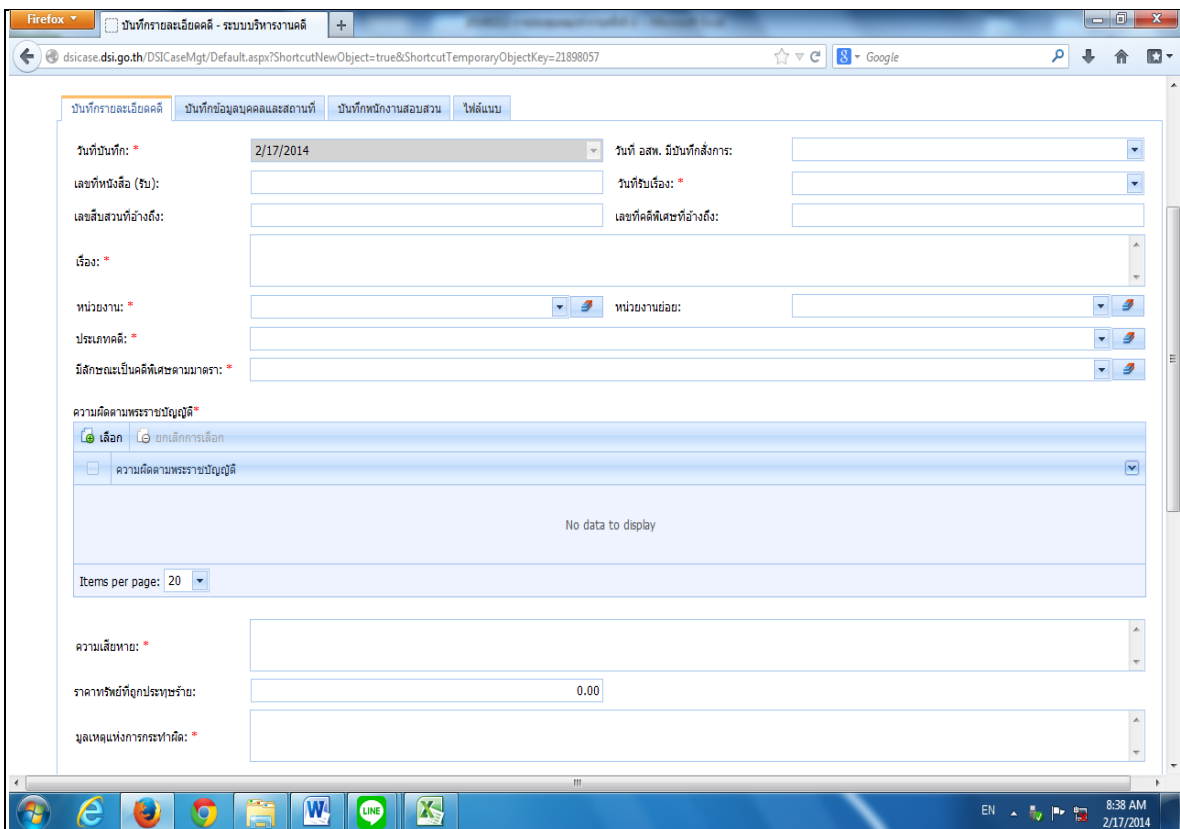 Firefox
บันทึกรายละเอียดคดี - ระบบบริหารงานคดี
dsicase.dsi.go.th/DSICaseMgt/Default.aspx?ShortcutNewObject=true&ShortcutTemporaryObjectKey=21898057
Google
บันทึกรายละเอียดคดี บันทึกข้อมูบุคคลและสถานที่ บันทึกพนักงานสอบสวน ไฟล์แนบ
วันที่บันทึก: * 2/17/2014 วันที่ อสพ. มีบันทึกสั่งการ:
เลขที่หนังสือ (รับ): วันที่รับเรื่อง: *
เลขสืบสวนที่อ้างถึง: เลขที่คดีพิเศษที่อ้างถึง:
เรื่อง: *
หน่วยงาน: * หน่วยงานย่อย:
ประเภทคดี: *
มีลักษณะเป็นคดีพิเศษตามมาตรา: *
ความผิดตามพระราชบัญญัติ*
เลือก ยกเลิกการเลือก
ความผิดตามพระราชบัญญัติ
No data to display
Items per page: 20
ความเสียหาย: *
ราคาทรัพย์ที่ถูกประทุษร้าย: 0.00
มูลเหตุแห่งการกระทำผิด: *
EN 8:38 AM
2/17/2014
LINE